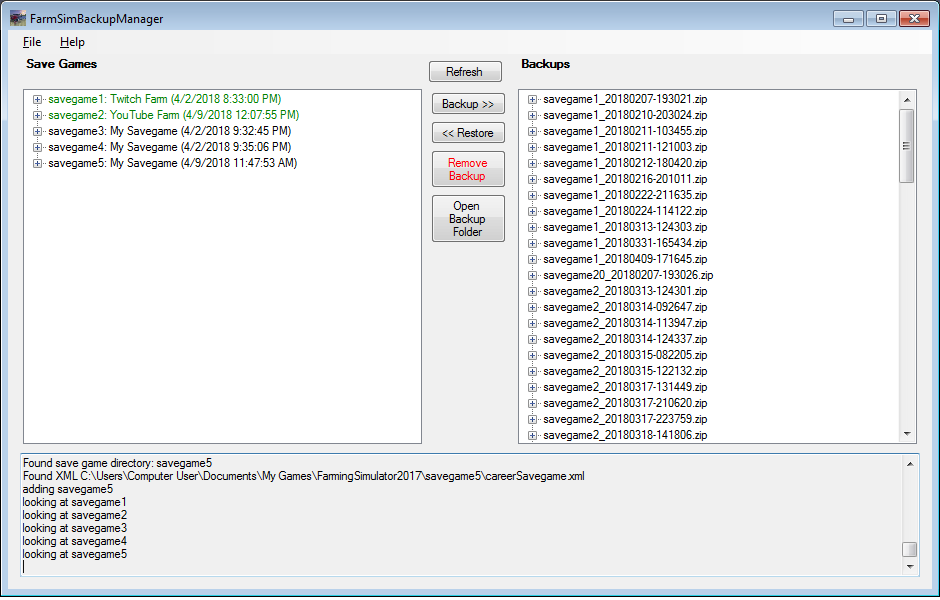 FarmSimBackupManager
File Help
Save Games
savegame1: Twitch Farm (4/2/2018 8:33:00 PM)
savegame2: YouTube Farm (4/9/2018 12:07:55 PM)
savegame3: My Savegame (4/2/2018 9:32:45 PM)
savegame4: My Savegame (4/2/2018 9:35:06 PM)
savegame5: My Savegame (4/9/2018 11:47:53 AM)
Refresh
Backup >>
<< Restore
Remove
Backup
Open
Backup
Folder
Backups
savegame1_20180207-193021.zip
savegame1_20180210-203024.zip
savegame1_20180211-103455.zip
savegame1_20180211-121003.zip
savegame1_20180212-180420.zip
savegame1_20180216-201011.zip
savegame1_20180222-211635.zip
savegame1_20180224-114122.zip
savegame1_20180313-124303.zip
savegame1_20180331-165434.zip
savegame1_20180409-171645.zip
savegame20_20180207-193026.zip
savegame2_20180313-124301.zip
savegame2_20180314-092647.zip
savegame2_20180314-113947.zip
savegame2_20180314-124337.zip
savegame2_20180315-082205.zip
savegame2_20180315-122132.zip
savegame2_20180317-131449.zip
savegame2_20180317-210620.zip
savegame2_20180317-223759.zip
savegame2_20180318-141806.zip
Found save game directory: savegame5
Found XML C:\Users\Computer User\Documents\My Games\FarmingSimulator2017\savegame5\careerSavegame.xml
adding savegame5
looking at savegame1
looking at savegame2
looking at savegame3
looking at savegame4
looking at savegame5